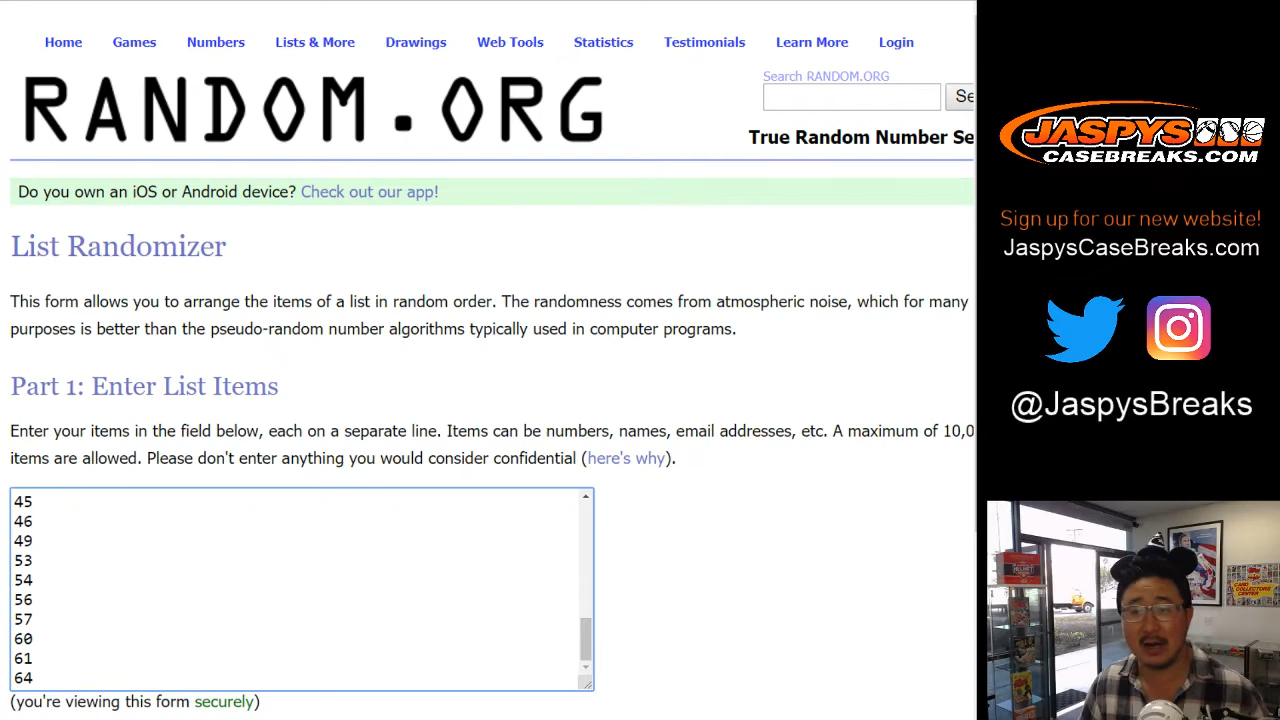 Home Games Numbers Lists & More Drawings Web Tools Statistics Testimonials Learn More Login
RANDOM.ORG
Search RANDOM.ORG
Se
True Random Number Se
Do you own an iOS or Android device? Check out our app!
List Randomizer
This form allows you to arrange the items of a list in random order. The randomness comes from atmospheric noise, which for many
purposes is better than the pseudo-random number algorithms typically used in computer programs.
Part 1: Enter List Items
Enter your items in the field below, each on a separate line. Items can be numbers, names, email addresses, etc. A maximum of 10,0
items are allowed. Please don't enter anything you would consider confidential (here's why).
45
46
49
53
54
56
57
60
61
64
(you're viewing this form securely)
JASPYS
CASEBREAKS.COM
Sign up for our new website!
JaspysCaseBreaks.com
@JaspysBreaks